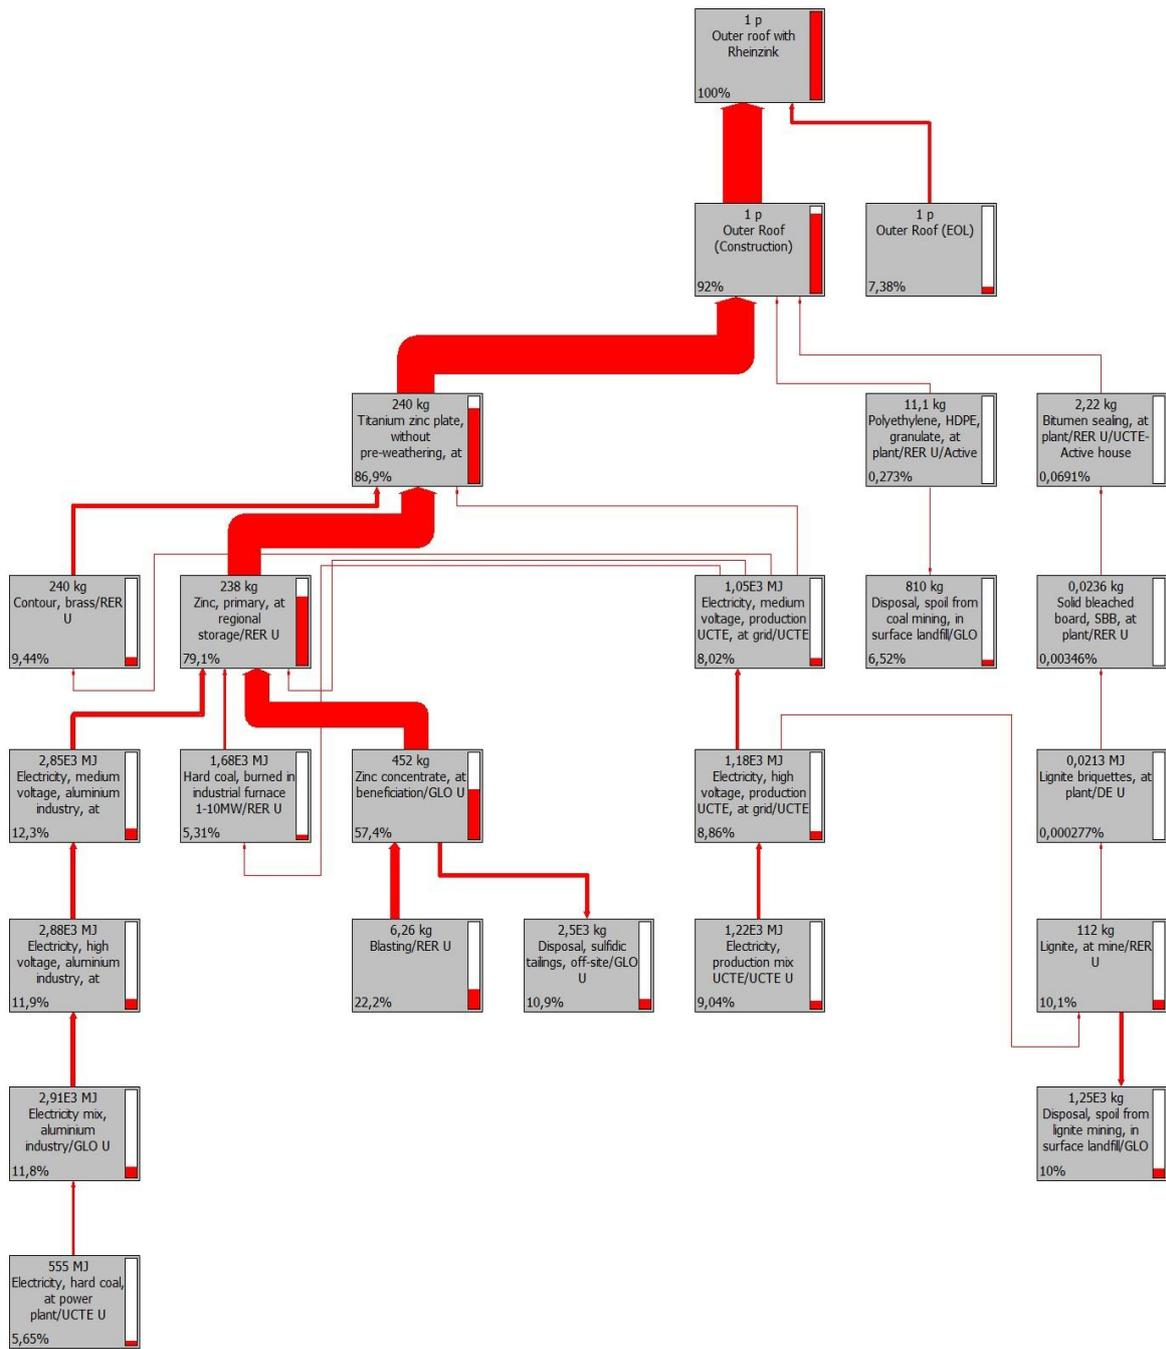 1 p
Outer roof with
Rheinzink
100%
1 p
Outer Roof
(Construction)
92%
1 p
Outer Roof (EOL)
7,38%
240 kg
Titanium zinc plate,
without
pre-weathering, at
86,9%
11,1 kg
Polyethylene, HDPE,
granulate, at
plant/RER U/Active
0,273%
2,22 kg
Bitumen sealing, at
plant/RER U/UCTE-
Active house
0,0691%
240 kg
Contour, brass/RER
U
9,44%
238 kg
Zinc, primary, at
regional
storage/RER U
79,1%
1,05E3 MJ
Electricity, medium
voltage, production
UCTE, at grid/UCTE
8,02%
810 kg
Disposal, spoil from
coal mining, in
surface landfill/GLO
6,52%
0,0236 kg
Solid bleached
board, SBB, at
plant/RER U
0,00346%
2,85E3 MJ
Electricity, medium
voltage, aluminium
industry, at
12,3%
1,68E3 MJ
Hard coal, burned in
industrial furnace
1-10MW/RER U
5,31%
452 kg
Zinc concentrate, at
beneficiation/GLO U
57,4%
1,18E3 MJ
Electricity, high
voltage, production
UCTE, at grid/UCTE
8,86%
0,0213 MJ
Lignite briquettes, at
plant/DE U
0,000277%
2,88E3 MJ
Electricity, high
voltage, aluminium
industry, at
11,9%
6,26 kg
Blasting/RER U
22,2%
2,5E3 kg
Disposal, sulfidic
tailings, off-site/GLO
U
10,9%
1,22E3 MJ
Electricity,
production mix
UCTE/UCTE U
9,04%
112 kg
Lignite, at mine/RER
U
10,1%
2,91E3 MJ
Electricity mix,
aluminium
industry/GLO U
11,8%
1,25E3 kg
Disposal, spoil from
lignite mining, in
surface landfill/GLO
10%
555 MJ
Electricity, hard coal,
at power
plant/UCTE U
5,65%